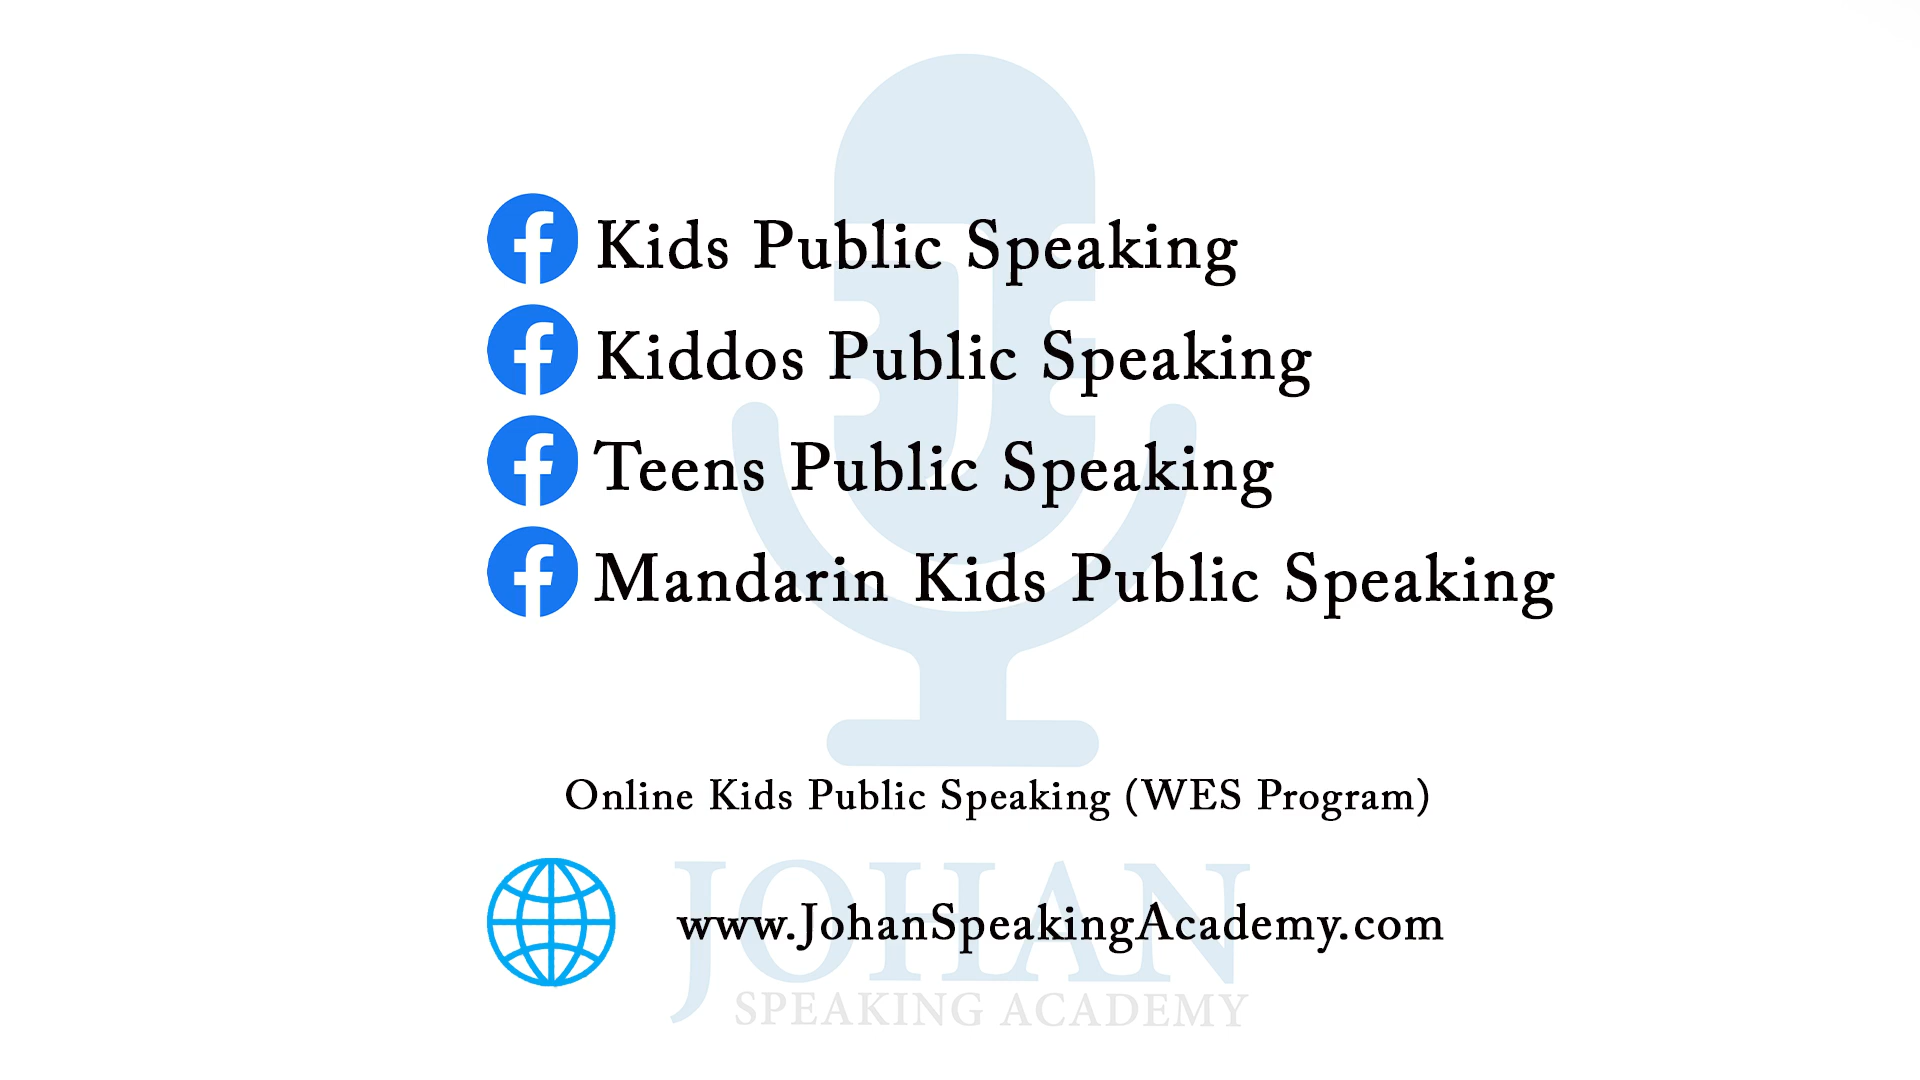 Kids Public Speaking
Kiddos Public Speaking
Teens Public Speaking
Mandarin Kids Public Speaking
Online Kids Public Speaking (WES Program)
www.JohanSpeakingAcademy.com
JOHAN
SPEAKING ACADEMY